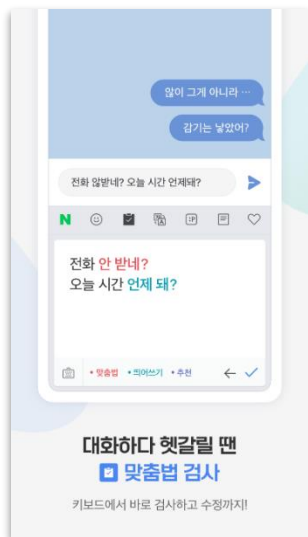 않이 그게 아니라 …
감기는 낳았어?
전화 않받네? 오늘 시간 언제돼?
N
전화 안 받네?
오늘 시간 언제 돼?
• 맞춤법 • 띄어쓰기 • 추천
대화하다 헷갈릴 땐
맞춤법 검사
키보드에서 바로 검사하고 수정까지!